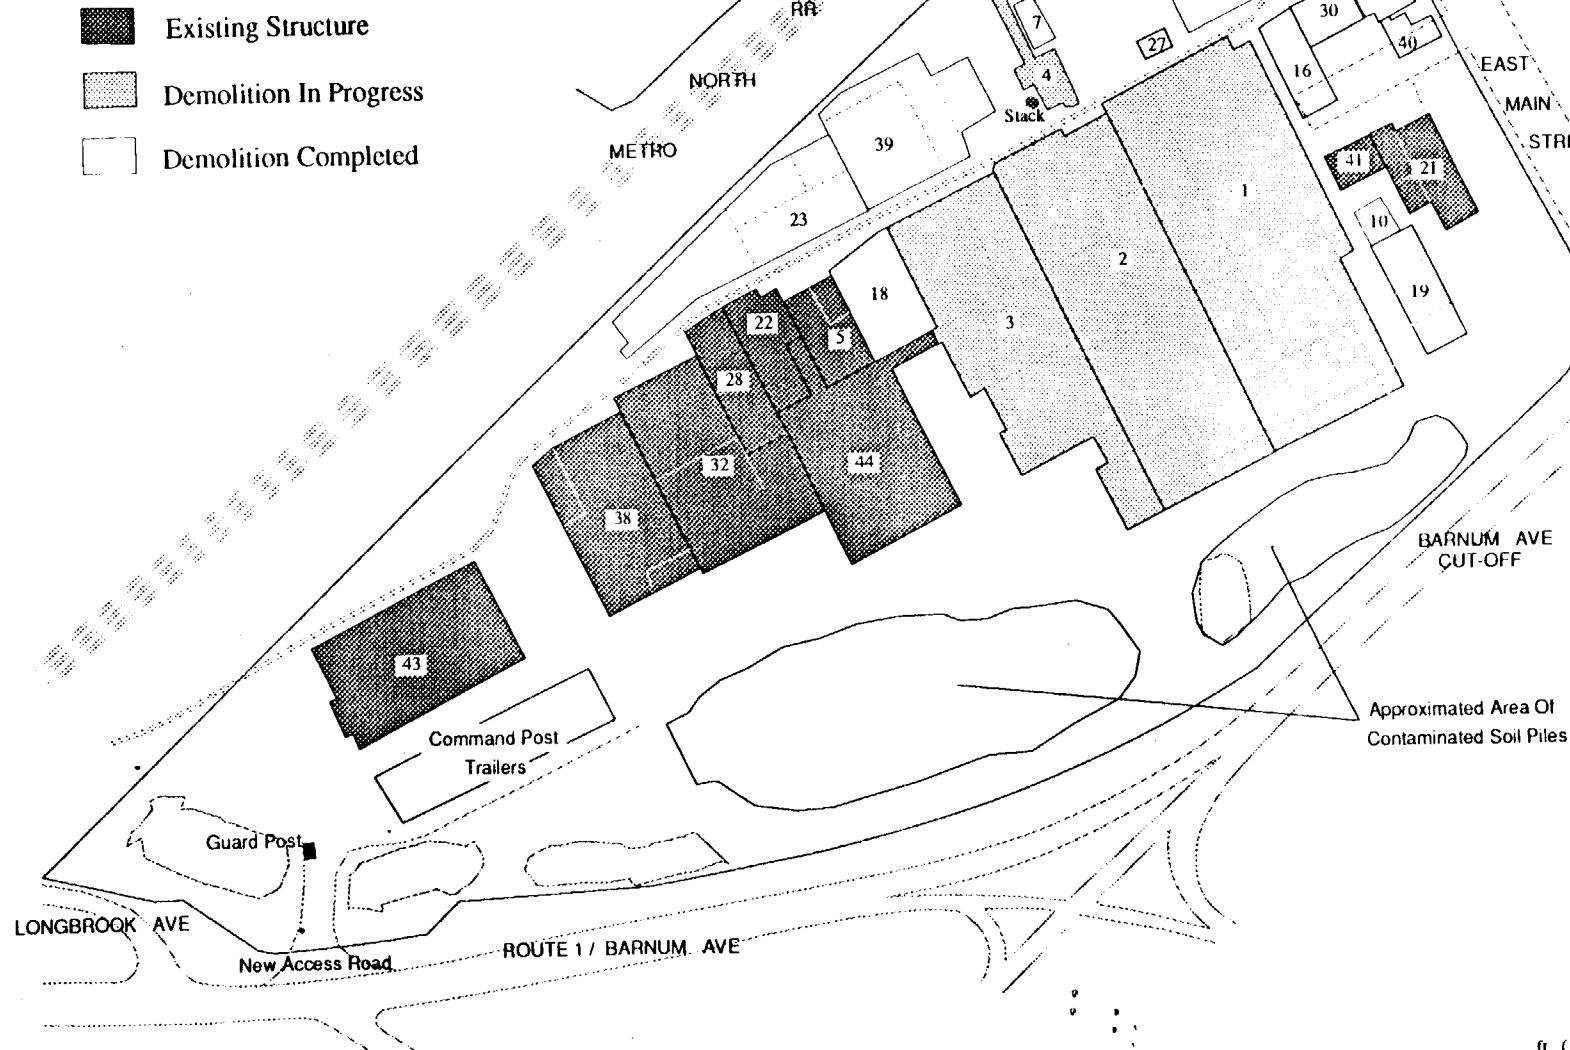 Existing Structure
Demolition In Progress
Demolition Completed
RR
NORTH
METRO
7
4
Stack
27
30
40
16
EAST
MAIN
39
23
41
21
10
19
1
2
3
18
5
22
28
32
44
38
43
BARNUM AVE
CUT-OFF
Approximated Area Of
Contaminated Soil Piles
Command Post
Trailers
Guard Post
LONGBROOK AVE
New Access Road
ROUTE 1 / BARNUM AVE